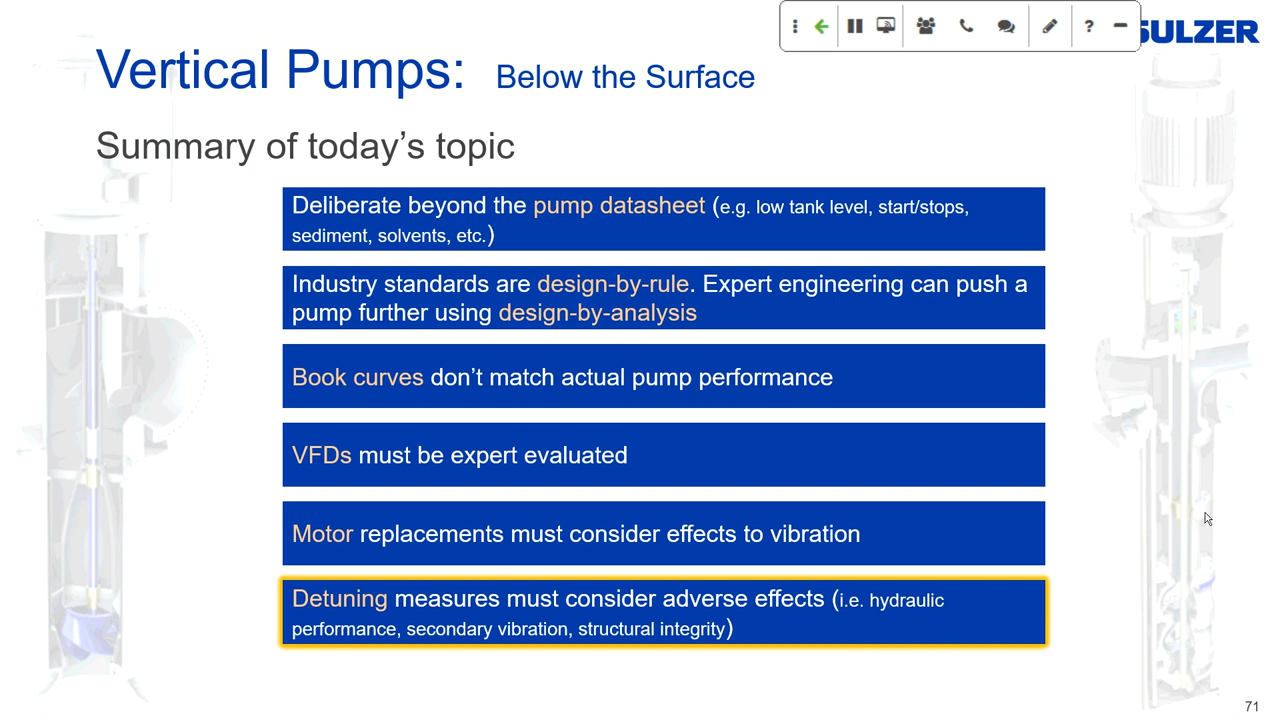 SULZER
Vertical Pumps: Below the Surface
Summary of today’s topic
Deliberate beyond the pump datasheet (e.g. low tank level, start/stops,
sediment, solvents, etc.)
Industry standards are design-by-rule. Expert engineering can push a
pump further using design-by-analysis
Book curves don’t match actual pump performance
VFDs must be expert evaluated
Motor replacements must consider effects to vibration
Detuning measures must consider adverse effects (i.e. hydraulic
performance, secondary vibration, structural integrity)
71